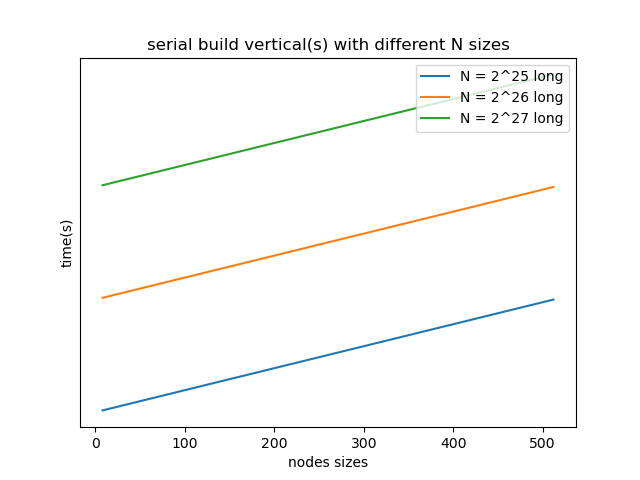 serial build vertical(s) with different N sizes
N = 2^25 long
N = 2^26 long
N = 2^27 long
time(s)
0 100 200 300 400 500
nodes sizes